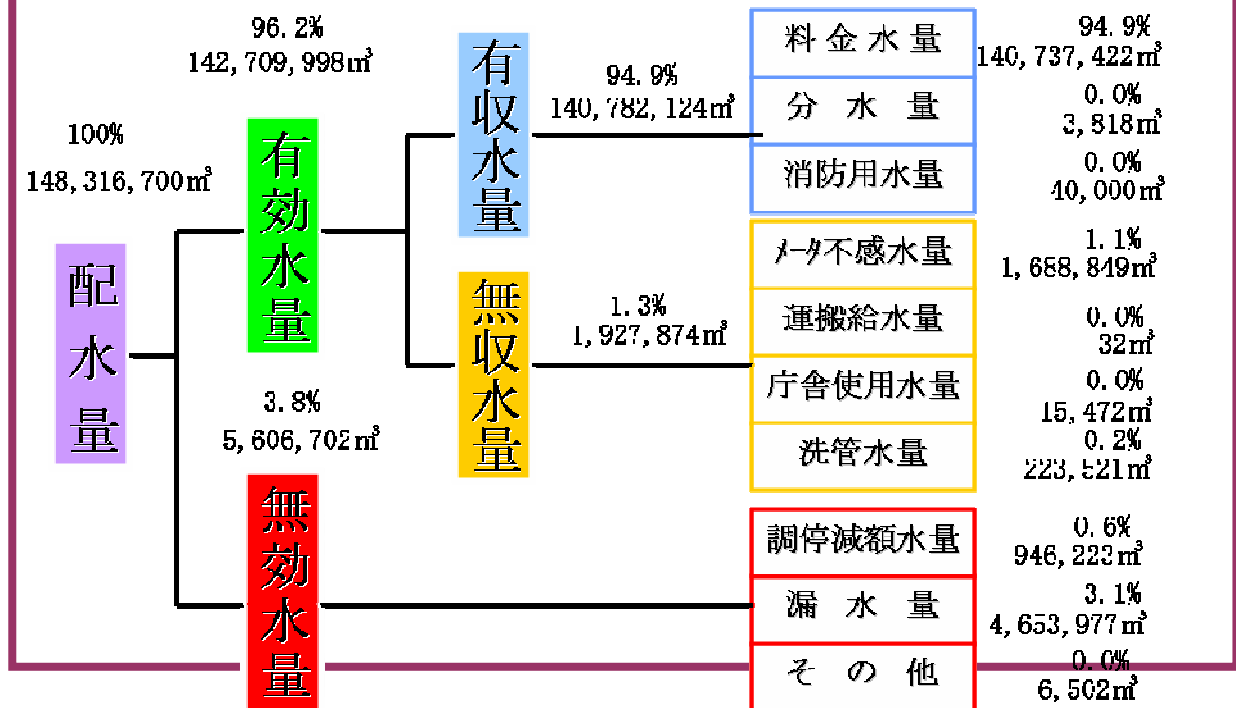 配水量
100%
148,316,700㎥
有効水量
96.2%
142,709,998㎥
有収水量
94.9%
140,782,124㎥
料金水量
94.9%
140,737,422㎥
分水量
0.0%
3,818㎥
消防用水量
0.0%
40,000㎥
無収水量
1.3%
1,927,874㎥
ﾒｰﾀ不感水量
1.1%
1,688,849㎥
運搬給水量
0.0%
32㎥
庁舎使用水量
0.0%
15,472㎥
洗管水量
0.2%
223,521㎥
無効水量
3.8%
5,606,702㎥
調停減額水量
0.6%
946,223㎥
漏水量
3.1%
4,653,977㎥
その他
0.0%
6,502㎥